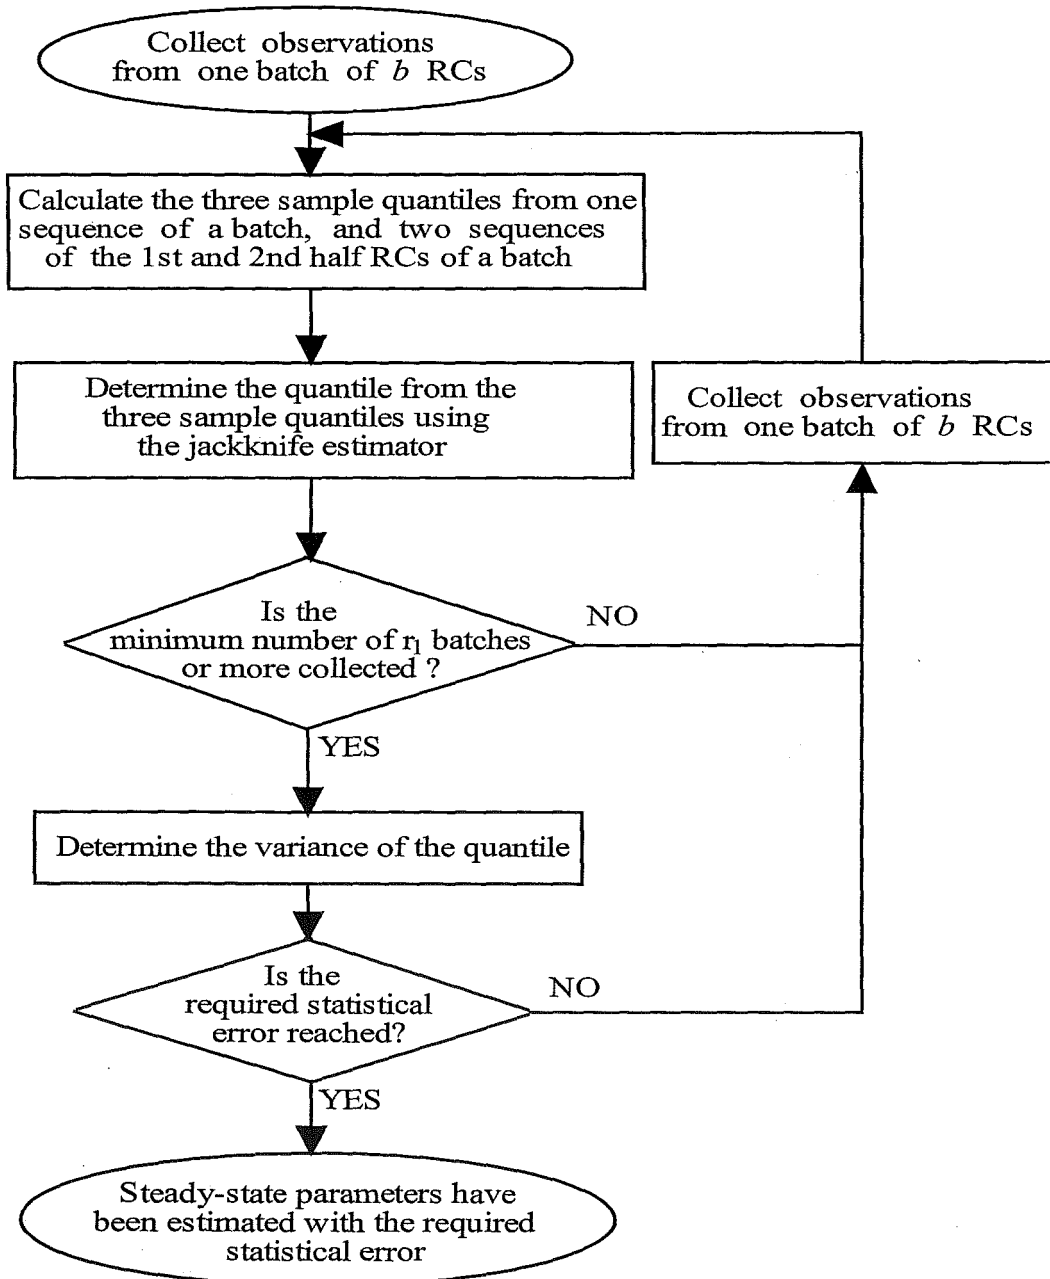 Collect observations
from one batch of b RCs
Calculate the three sample quantiles from one
sequence of a batch, and two sequences
of the 1st and 2nd half RCs of a batch
Determine the quantile from the
three sample quantiles using
the jackknife estimator
Collect observations
from one batch of b RCs
Is the
minimum number of r1 batches
or more collected ?
NO
YES
Determine the variance of the quantile
Is the
required statistical
error reached?
NO
YES
Steady-state parameters have
been estimated with the required
statistical error